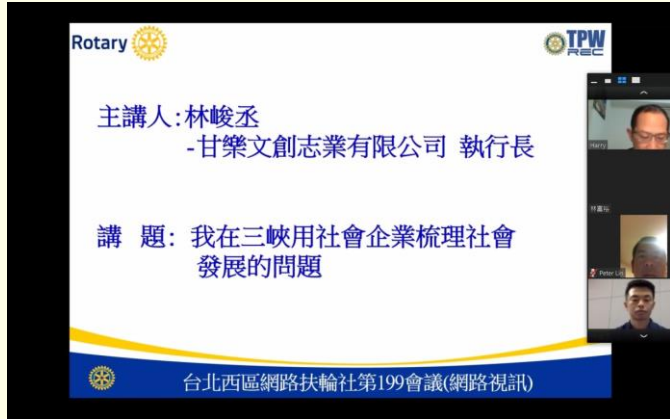 Rotary
TPW
REC
主講人:林峻丞
-甘樂文創志業有限公司 執行長
講 題: 我在三峽用社會企業梳理社會
發展的問題
Harry
Peter Lin
台北西區網路扶輪社第199會議(網路視訊)